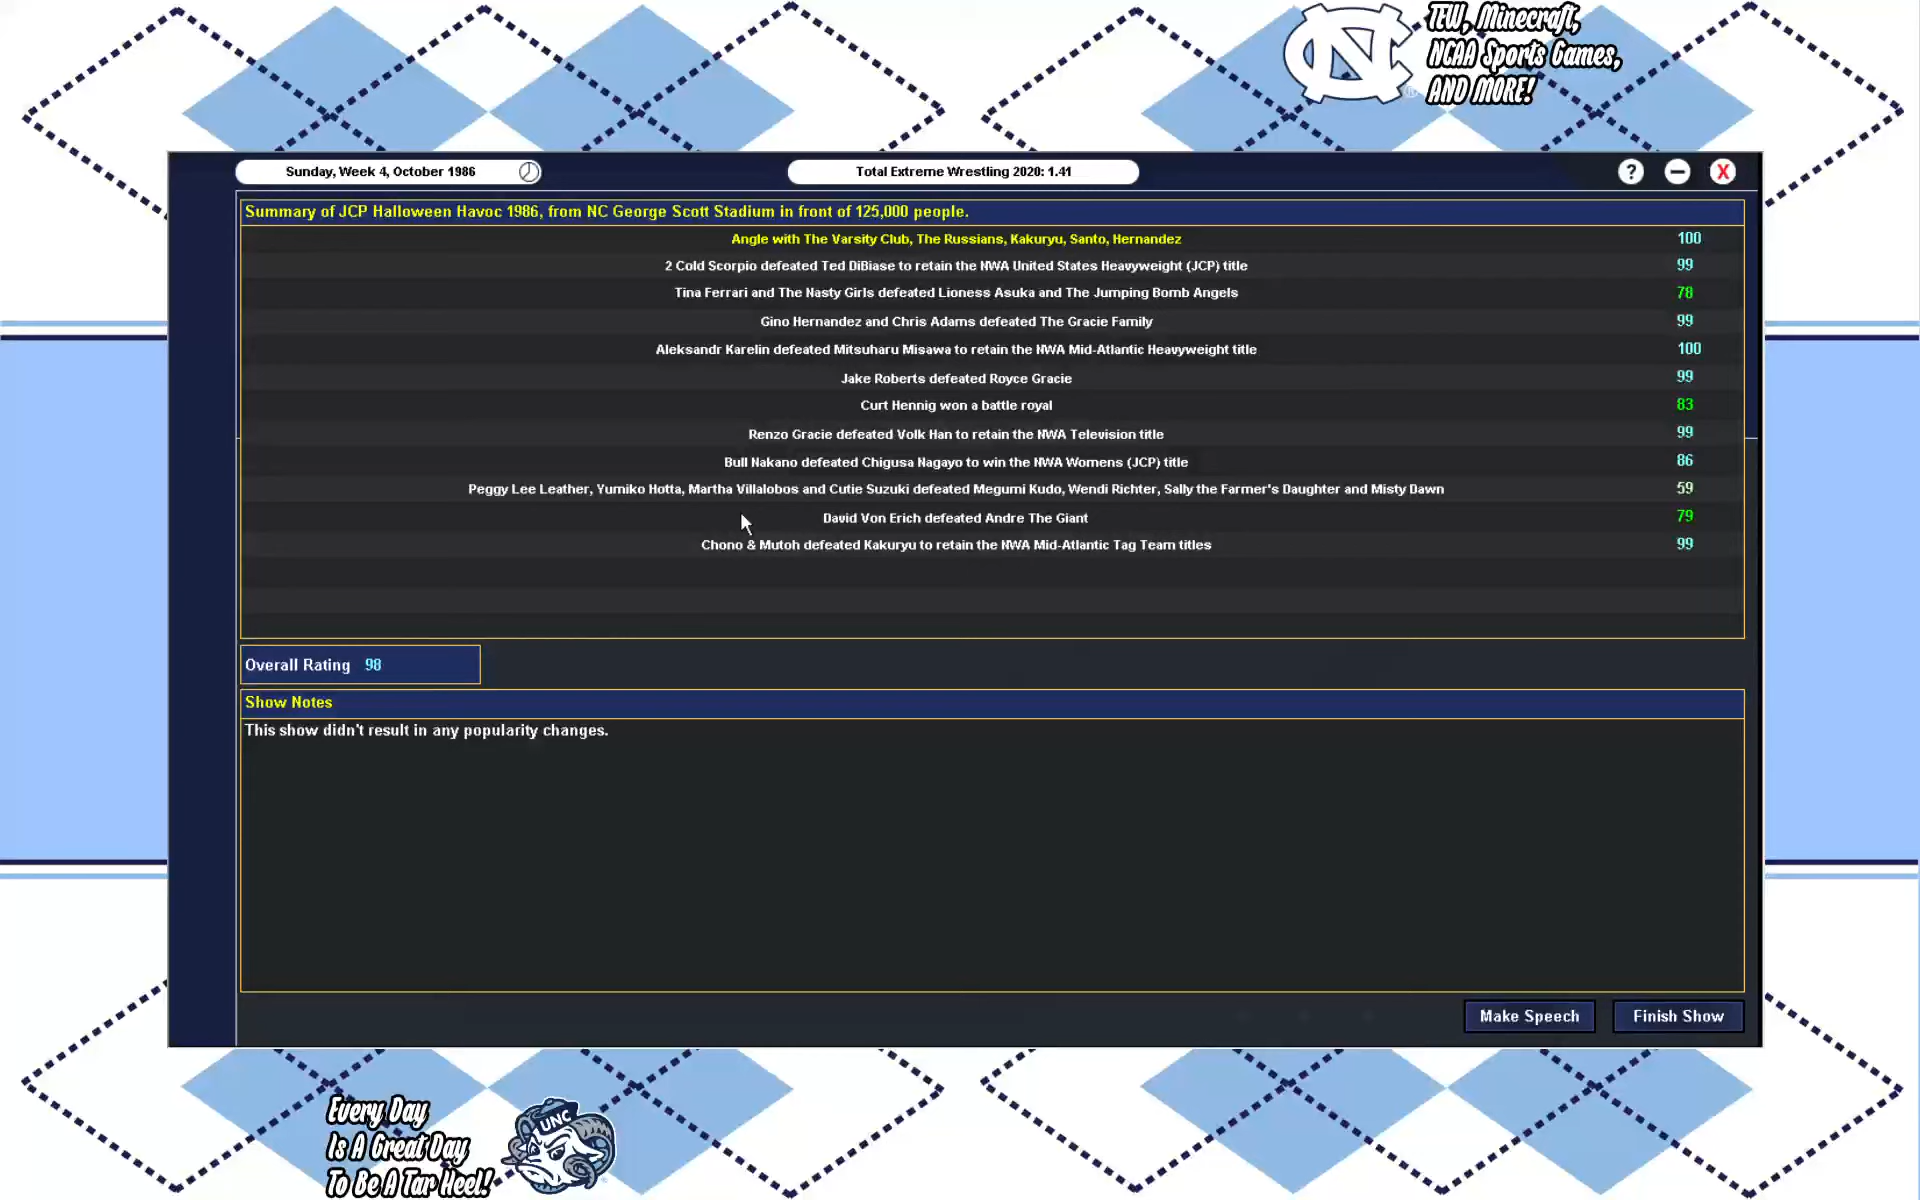 TEW, Minecraft,
NCAA Sports Games,
AND MORE!
NC
Sunday, Week 4, October 1986
Total Extreme Wrestling 2020: 1.41
?
X
Summary of JCP Halloween Havoc 1986, from NC George Scott Stadium in front of 125,000 people.
Angle with The Varsity Club, The Russians, Kakuryu, Santo, Hernandez 100
2 Cold Scorpio defeated Ted DiBiase to retain the NWA United States Heavyweight (JCP) title 99
Tina Ferrari and The Nasty Girls defeated Lioness Asuka and The Jumping Bomb Angels 78
Gino Hernandez and Chris Adams defeated The Gracie Family 99
Aleksandr Karelin defeated Mitsuharu Misawa to retain the NWA Mid-Atlantic Heavyweight title 100
Jake Roberts defeated Royce Gracie 99
Curt Hennig won a battle royal 83
Renzo Gracie defeated Volk Han to retain the NWA Television title 99
Bull Nakano defeated Chigusa Nagayo to win the NWA Womens (JCP) title 86
Peggy Lee Leather, Yumiko Hotta, Martha Villalobos and Cutie Suzuki defeated Megumi Kudo, Wendi Richter, Sally the Farmer's Daughter and Misty Dawn 59
David Von Erich defeated Andre The Giant 79
Chono & Mutoh defeated Kakuryu to retain the NWA Mid-Atlantic Tag Team titles 99
Overall Rating 98
Show Notes
This show didn't result in any popularity changes.
Make Speech
Finish Show
Every Day
Is A Great Day
To Be A Tar Heel!
UNC